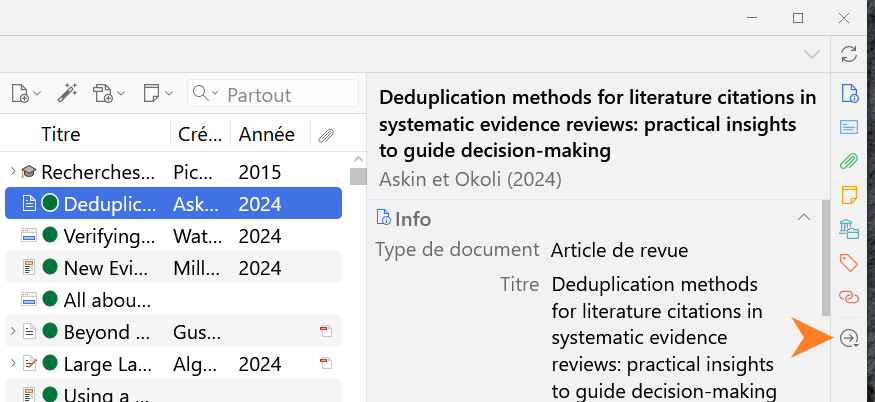 Partout
Titre Cré... Année
Recherches... Pic... 2015
Deduplic... Ask... 2024
Verifying... Wat... 2024
New Evi... Mill... 2024
All abou...
Beyond ... Gus...
Large La... Alg... 2024
Using a ...
Deduplication methods for literature citations in
systematic evidence reviews: practical insights
to guide decision-making
Askin et Okoli (2024)
Info
Type de document Article de revue
Titre Deduplication methods
for literature citations in
systematic evidence
reviews: practical insights
to guide decision-making